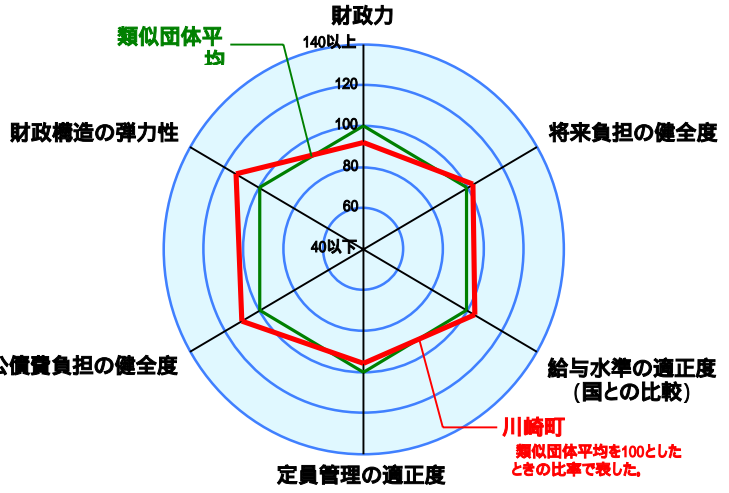 財政力
類似団体平
均
140以上
120
100
80
60
40以下
財政構造の弾力性
将来負担の健全度
公債費負担の健全度
給与水準の適正度
(国との比較)
川崎町
類似団体平均を100とした
ときの比率で表した。
定員管理の適正度